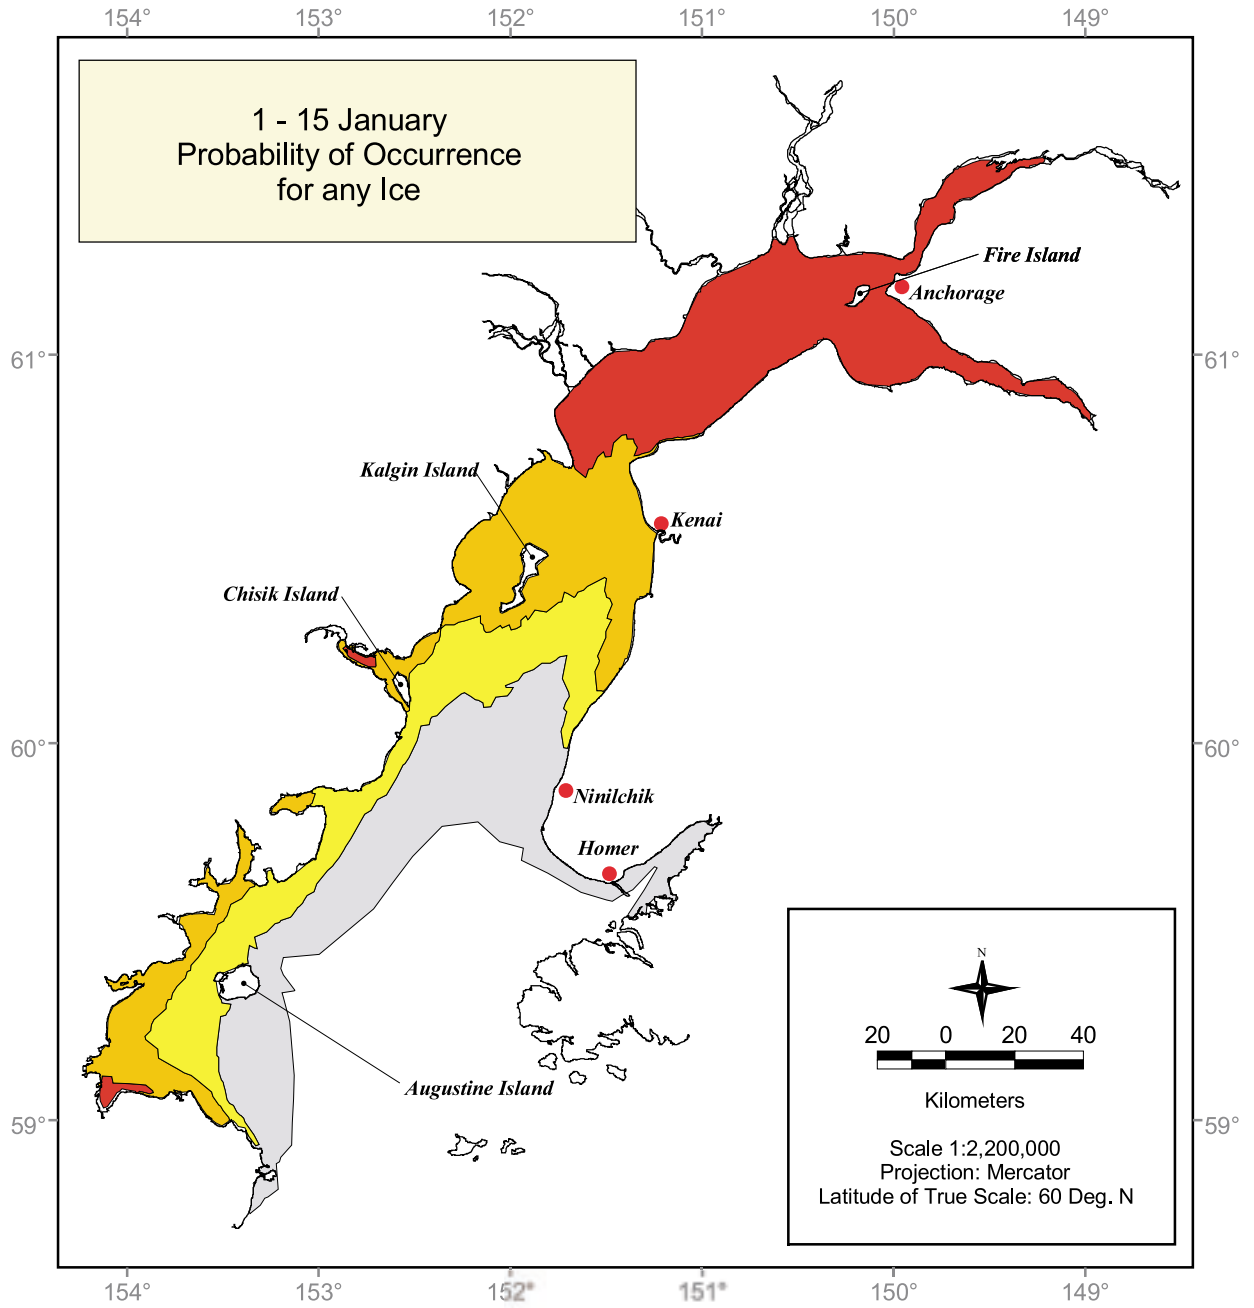 154° 153° 152° 151° 150° 149°
1 - 15 January
Probability of Occurrence
for any Ice
Fire Island
Anchorage
61° 61°
Kalgin Island
Kenai
Chisik Island
60° 60°
Ninilchik
Homer
N
20 0 20 40
Augustine Island
Kilometers
59° 59°
Scale 1:2,200,000
Projection: Mercator
Latitude of True Scale: 60 Deg. N
154° 153° 152° 151° 150° 149°